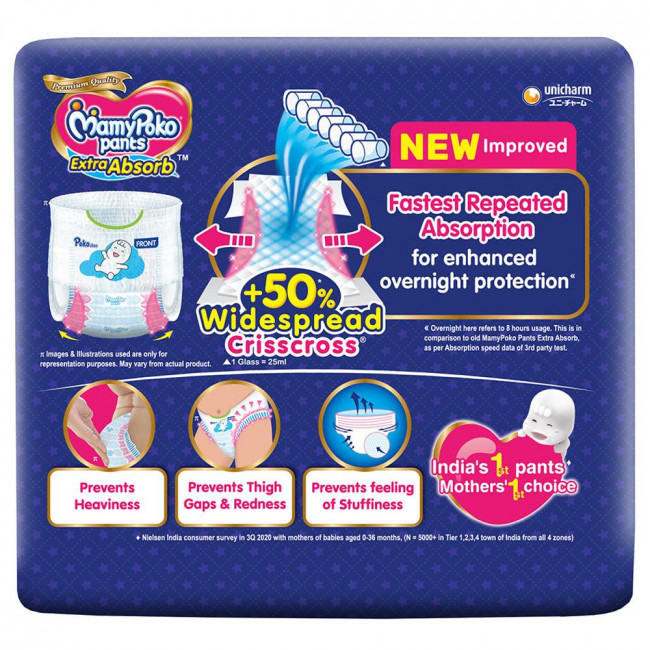 Premium Quality
MamyPoko
pants
Extra Absorb™
unicharm
ユニ・チャーム
NEW Improved
Fastest Repeated
Absorption
for enhanced
overnight protection«
π
Pokochan
FRONT
MamyPoko
+50%
Widespread
Crisscross®
▲1 Glass = 25ml
« Overnight here refers to 8 hours usage. This is in
comparison to old MamyPoko Pants Extra Absorb,
as per Absorption speed data of 3rd party test.
π Images & Illustrations used are only for
representation purposes. May vary from actual product.
π
π
Prevents
Heaviness
Prevents Thigh
Gaps & Redness
Prevents feeling
of Stuffiness
India's 1st pants♦
Mothers' 1st choice
♦ Nielsen India consumer survey in 3Q 2020 with mothers of babies aged 0-36 months, (N = 5000+ in Tier 1,2,3,4 town of India from all 4 zones)